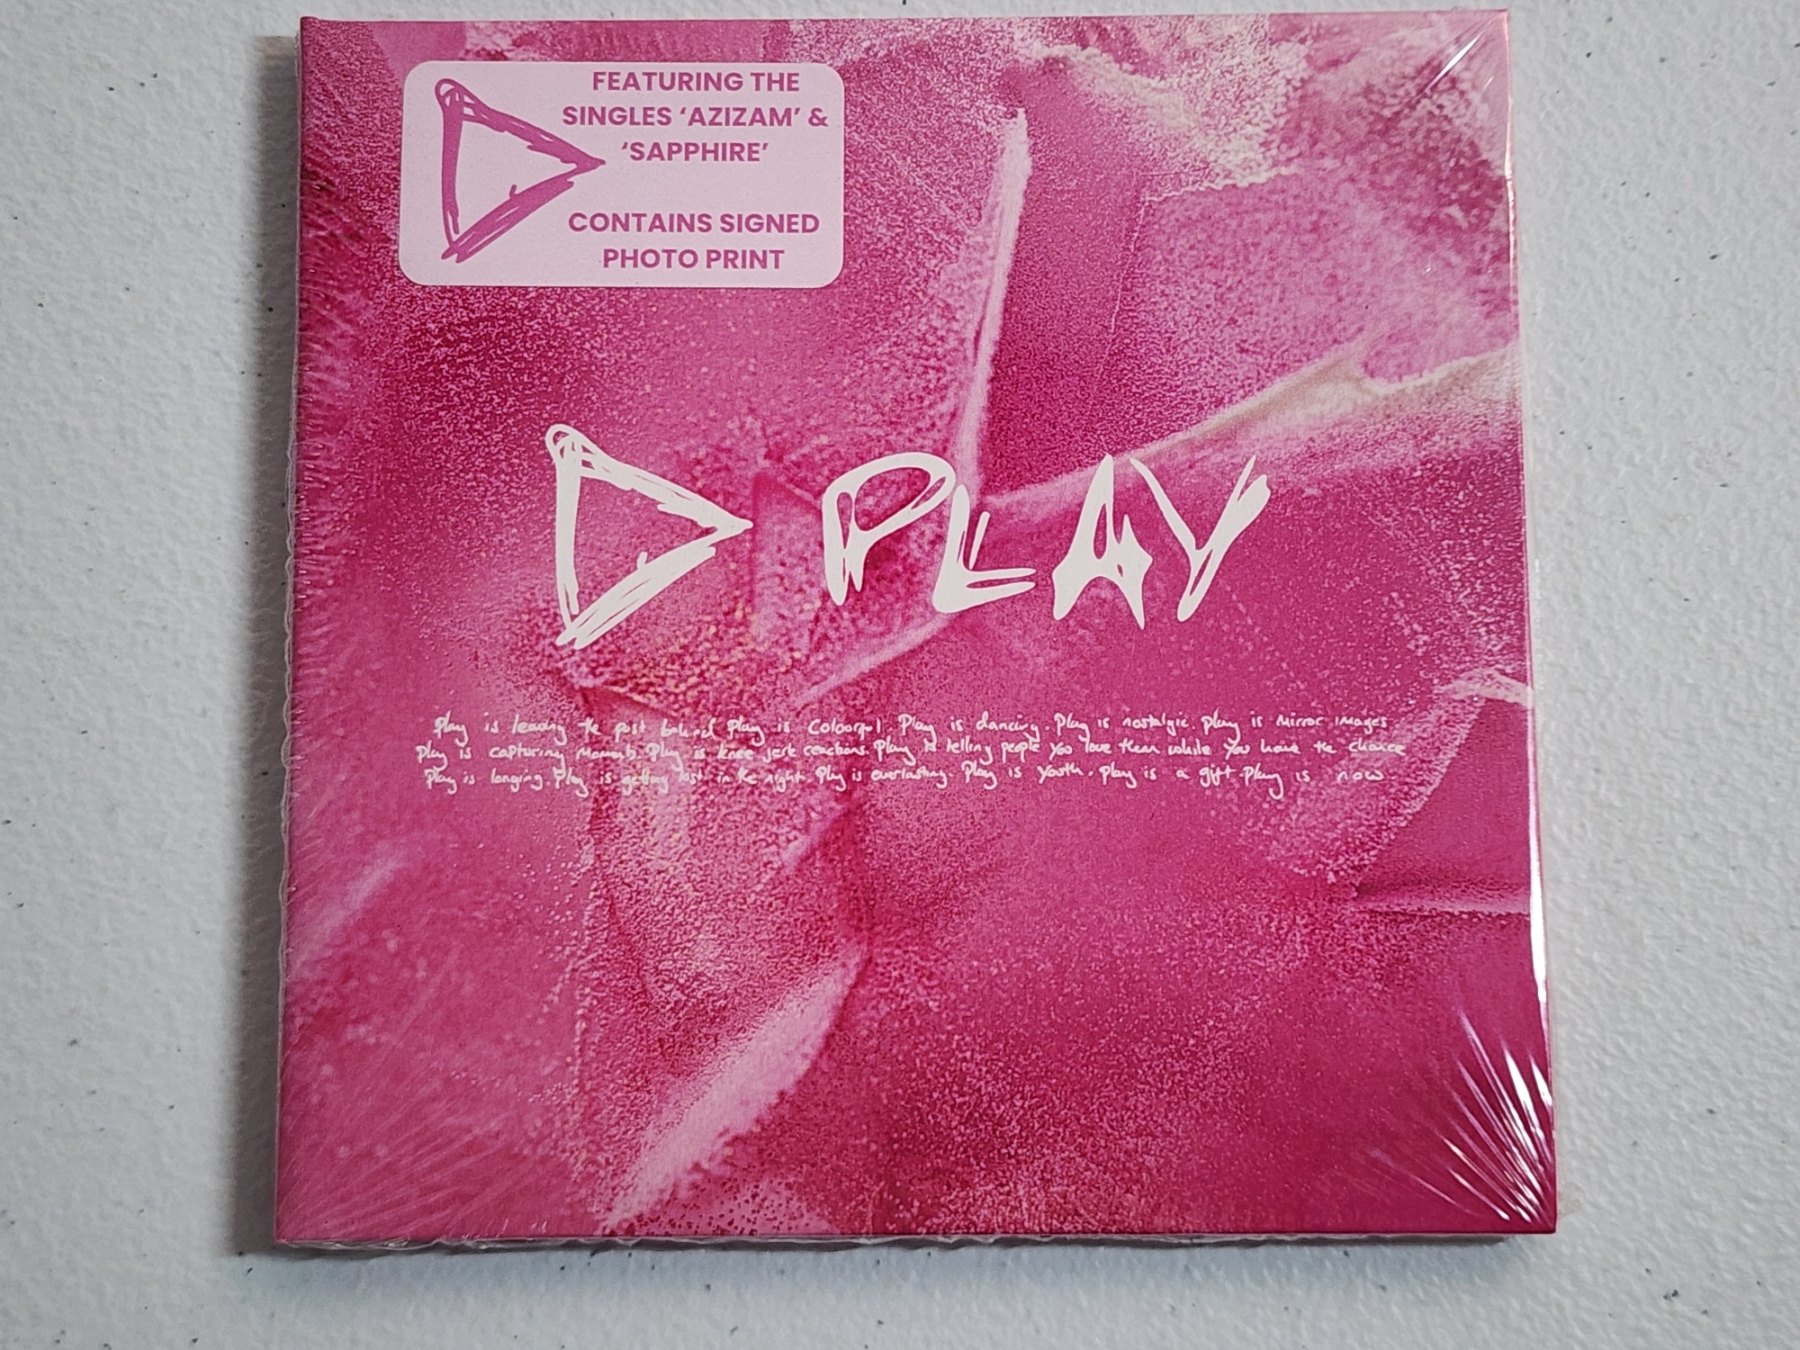 FEATURING THE
SINGLES ‘AZIZAM’ &
‘SAPPHIRE’
CONTAINS SIGNED
PHOTO PRINT
PLAY
Play is leaving the past behind Play is Colourful. Play is dancing. Play is nostalgic. Play is mirror images
Play is capturing moments. Play is knee jerk reactions. Play is telling people you love them while you have the chance
Play is longing. Play is getting lost in the night. Play is everlasting. Play is Youth. Play is a gift Play is now.